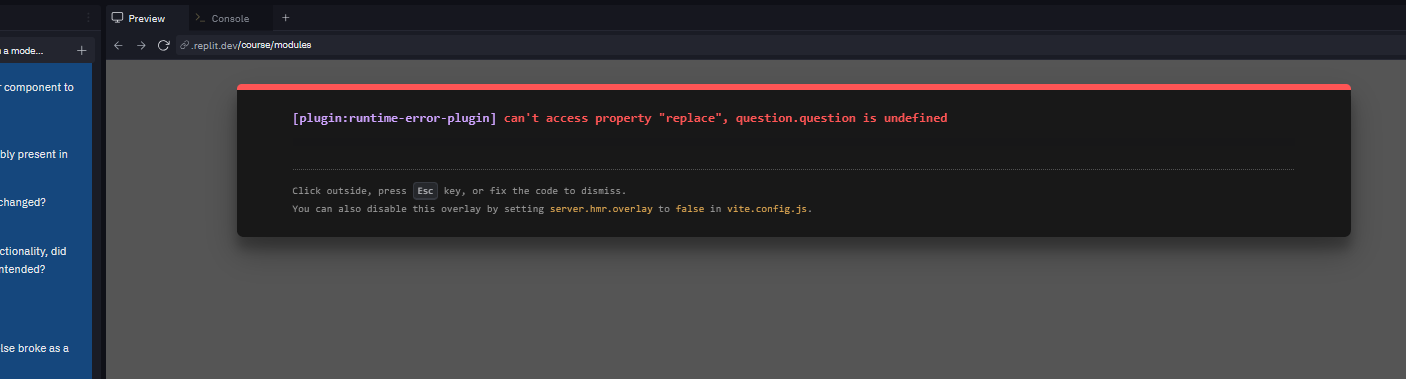 Preview
Console
a mode...
.replit.dev/course/modules
component to
[plugin:runtime-error-plugin] can't access property "replace", question.question is undefined
bly present in
Click outside, press Esc key, or fix the code to dismiss.
changed?
You can also disable this overlay by setting server.hmr.overlay to false in vite.config.js.
ctionality, did
ntended?
lse broke as a